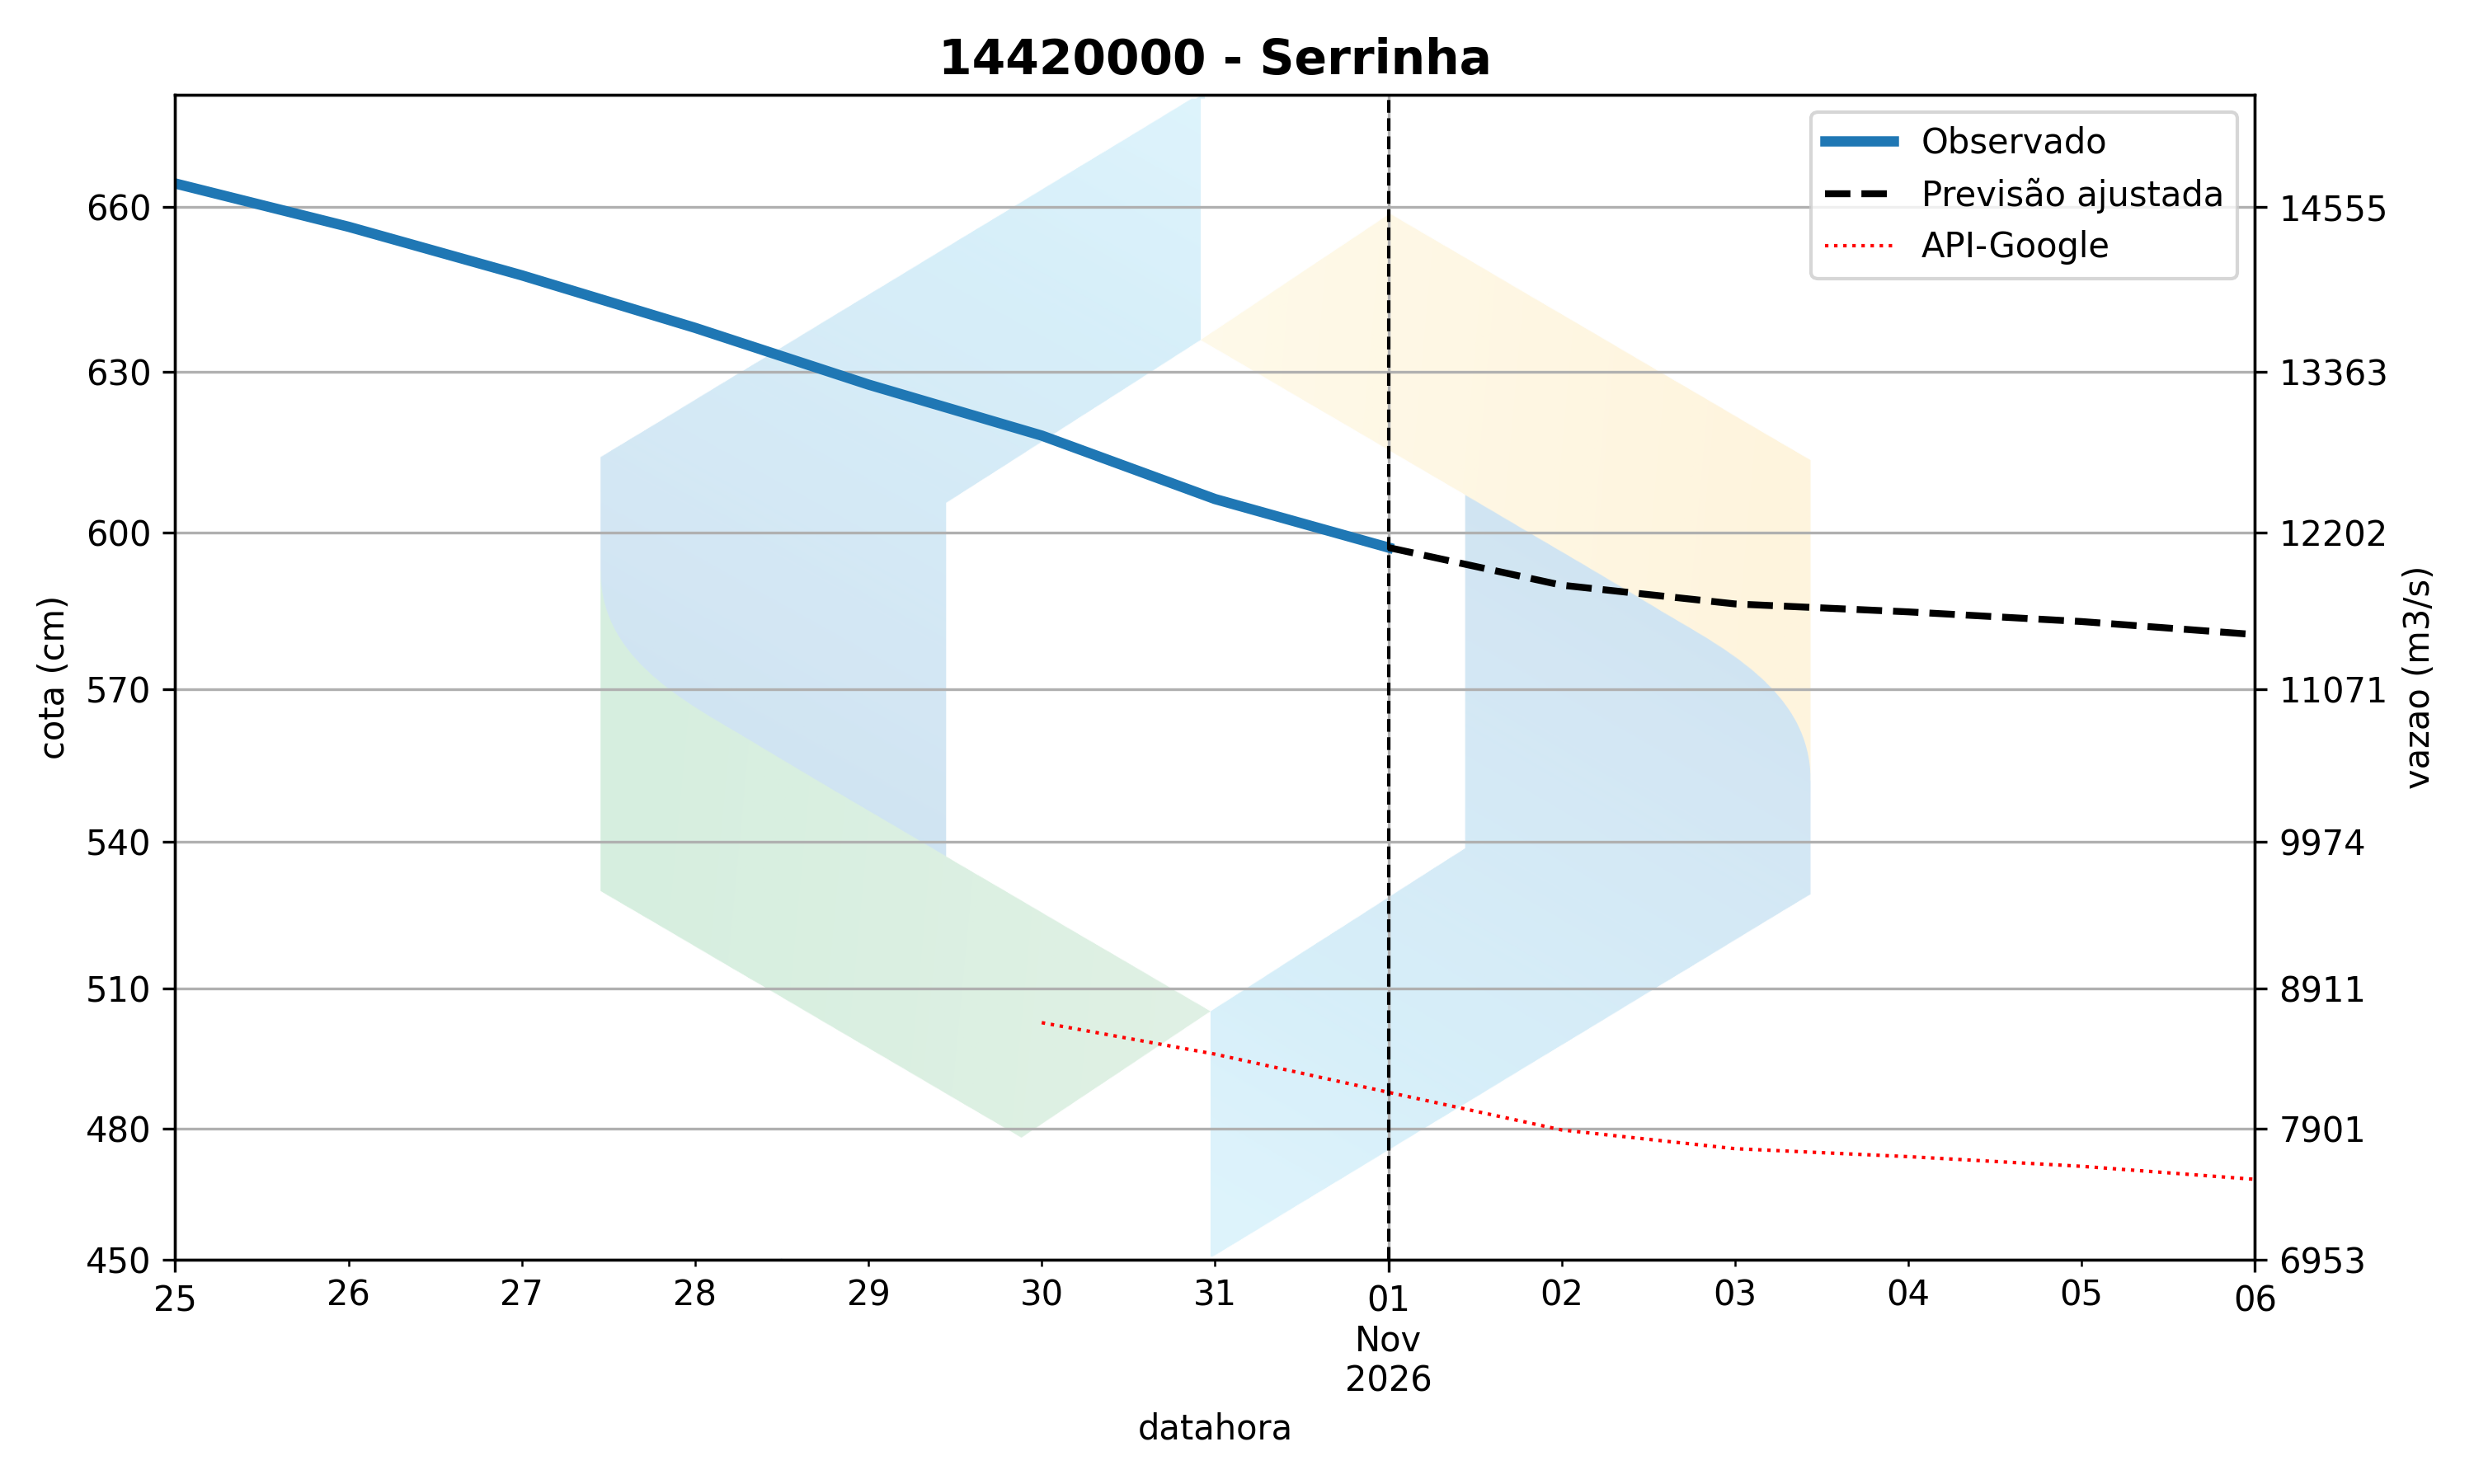 14420000 - Serrinha
Observado
Previsão ajustada
API-Google
660
630
600
570
540
510
480
450
cota (cm)
14555
13363
12202
11071
9974
8911
7901
6953
vazao (m3/s)
25 26 27 28 29 30 31 01 02 03 04 05 06
Nov
2026
datahora